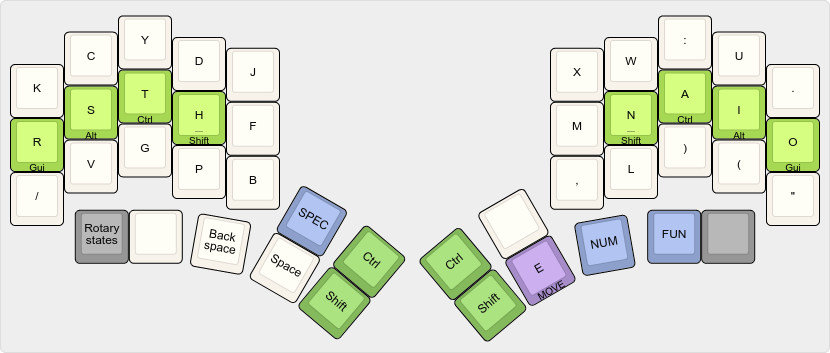 Y
:
C
D
W
U
J
X
K
.
T
Ctrl
A
Ctrl
S
Alt
I
Alt
H
_
Shift
N
_
Shift
F
M
R
Gui
O
Gui
G
)
V
(
P
L
B
,
/
"
SPEC
Rotary
states
Back
space
NUM
FUN
Space
Ctrl
Ctrl
E
MOVE
Shift
Shift